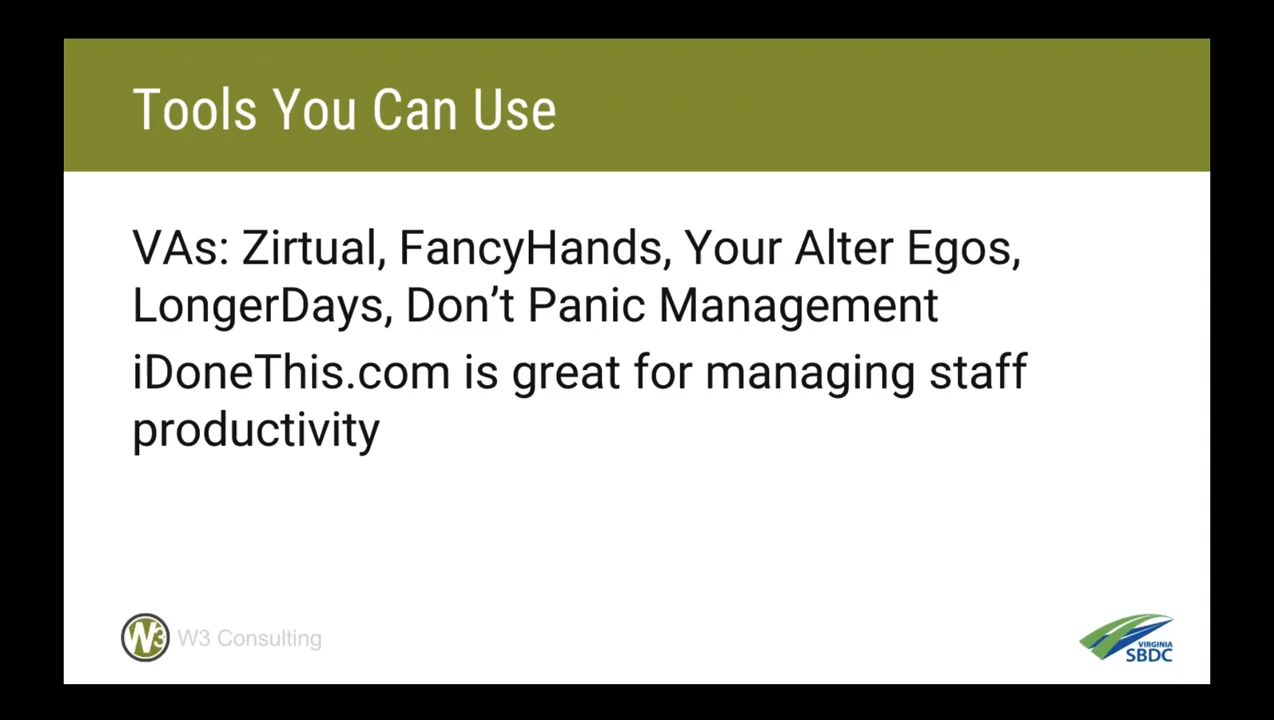 Tools You Can Use
VAs: Zirtual, FancyHands, Your Alter Egos,
LongerDays, Don’t Panic Management
iDoneThis.com is great for managing staff
productivity
W3 W3 Consulting
VIRGINIA
SBDC